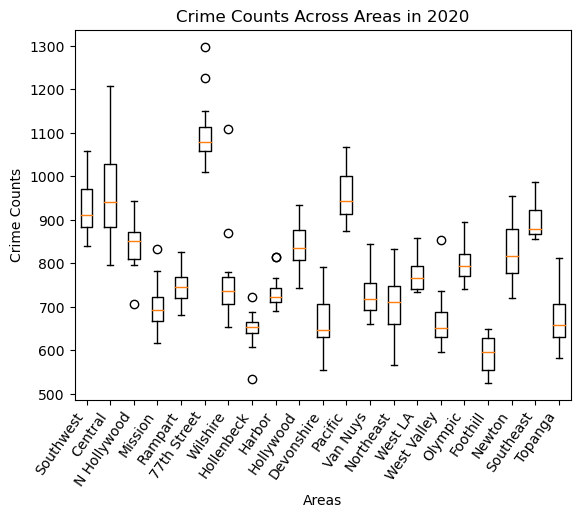 Crime Counts Across Areas in 2020
Crime Counts
1300
1200
1100
1000
900
800
700
600
500
Southwest
Central
N Hollywood
Mission
Rampart
77th Street
Wilshire
Hollenbeck
Harbor
Hollywood
Devonshire
Pacific
Van Nuys
Northeast
West LA
West Valley
Olympic
Foothill
Newton
Southeast
Topanga
Areas